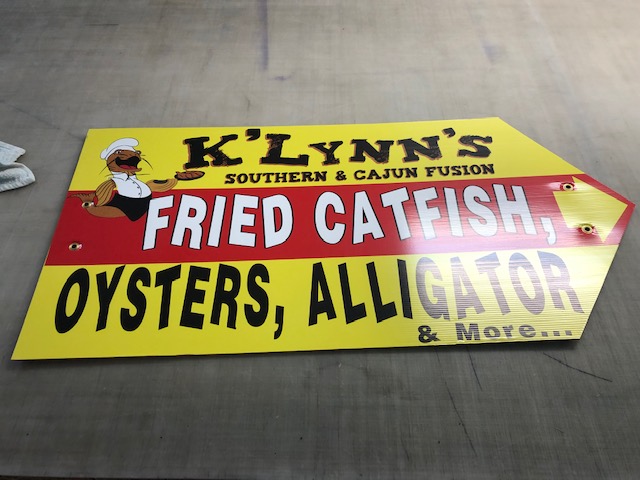 K'LYNN'S
SOUTHERN & CAJUN FUSION
FRIED CATFISH,
OYSTERS, ALLIGATOR
& More...